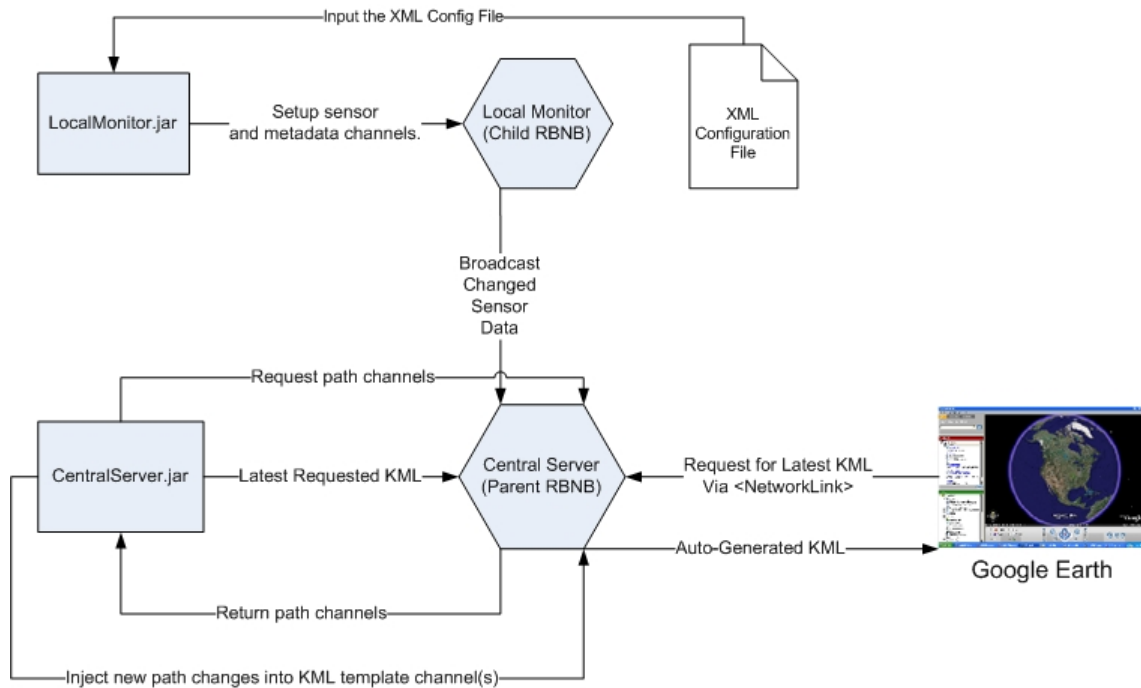 Input the XML Config File
LocalMonitor.jar
Setup sensor
and metadata channels.
Local Monitor
(Child RBNB)
XML
Configuration
File
Broadcast
Changed
Sensor
Data
Request path channels
CentralServer.jar
Latest Requested KML
Central Server
(Parent RBNB)
Request for Latest KML
Via <NetworkLink>
Auto-Generated KML
Google Earth
Return path channels
Inject new path changes into KML template channel(s)